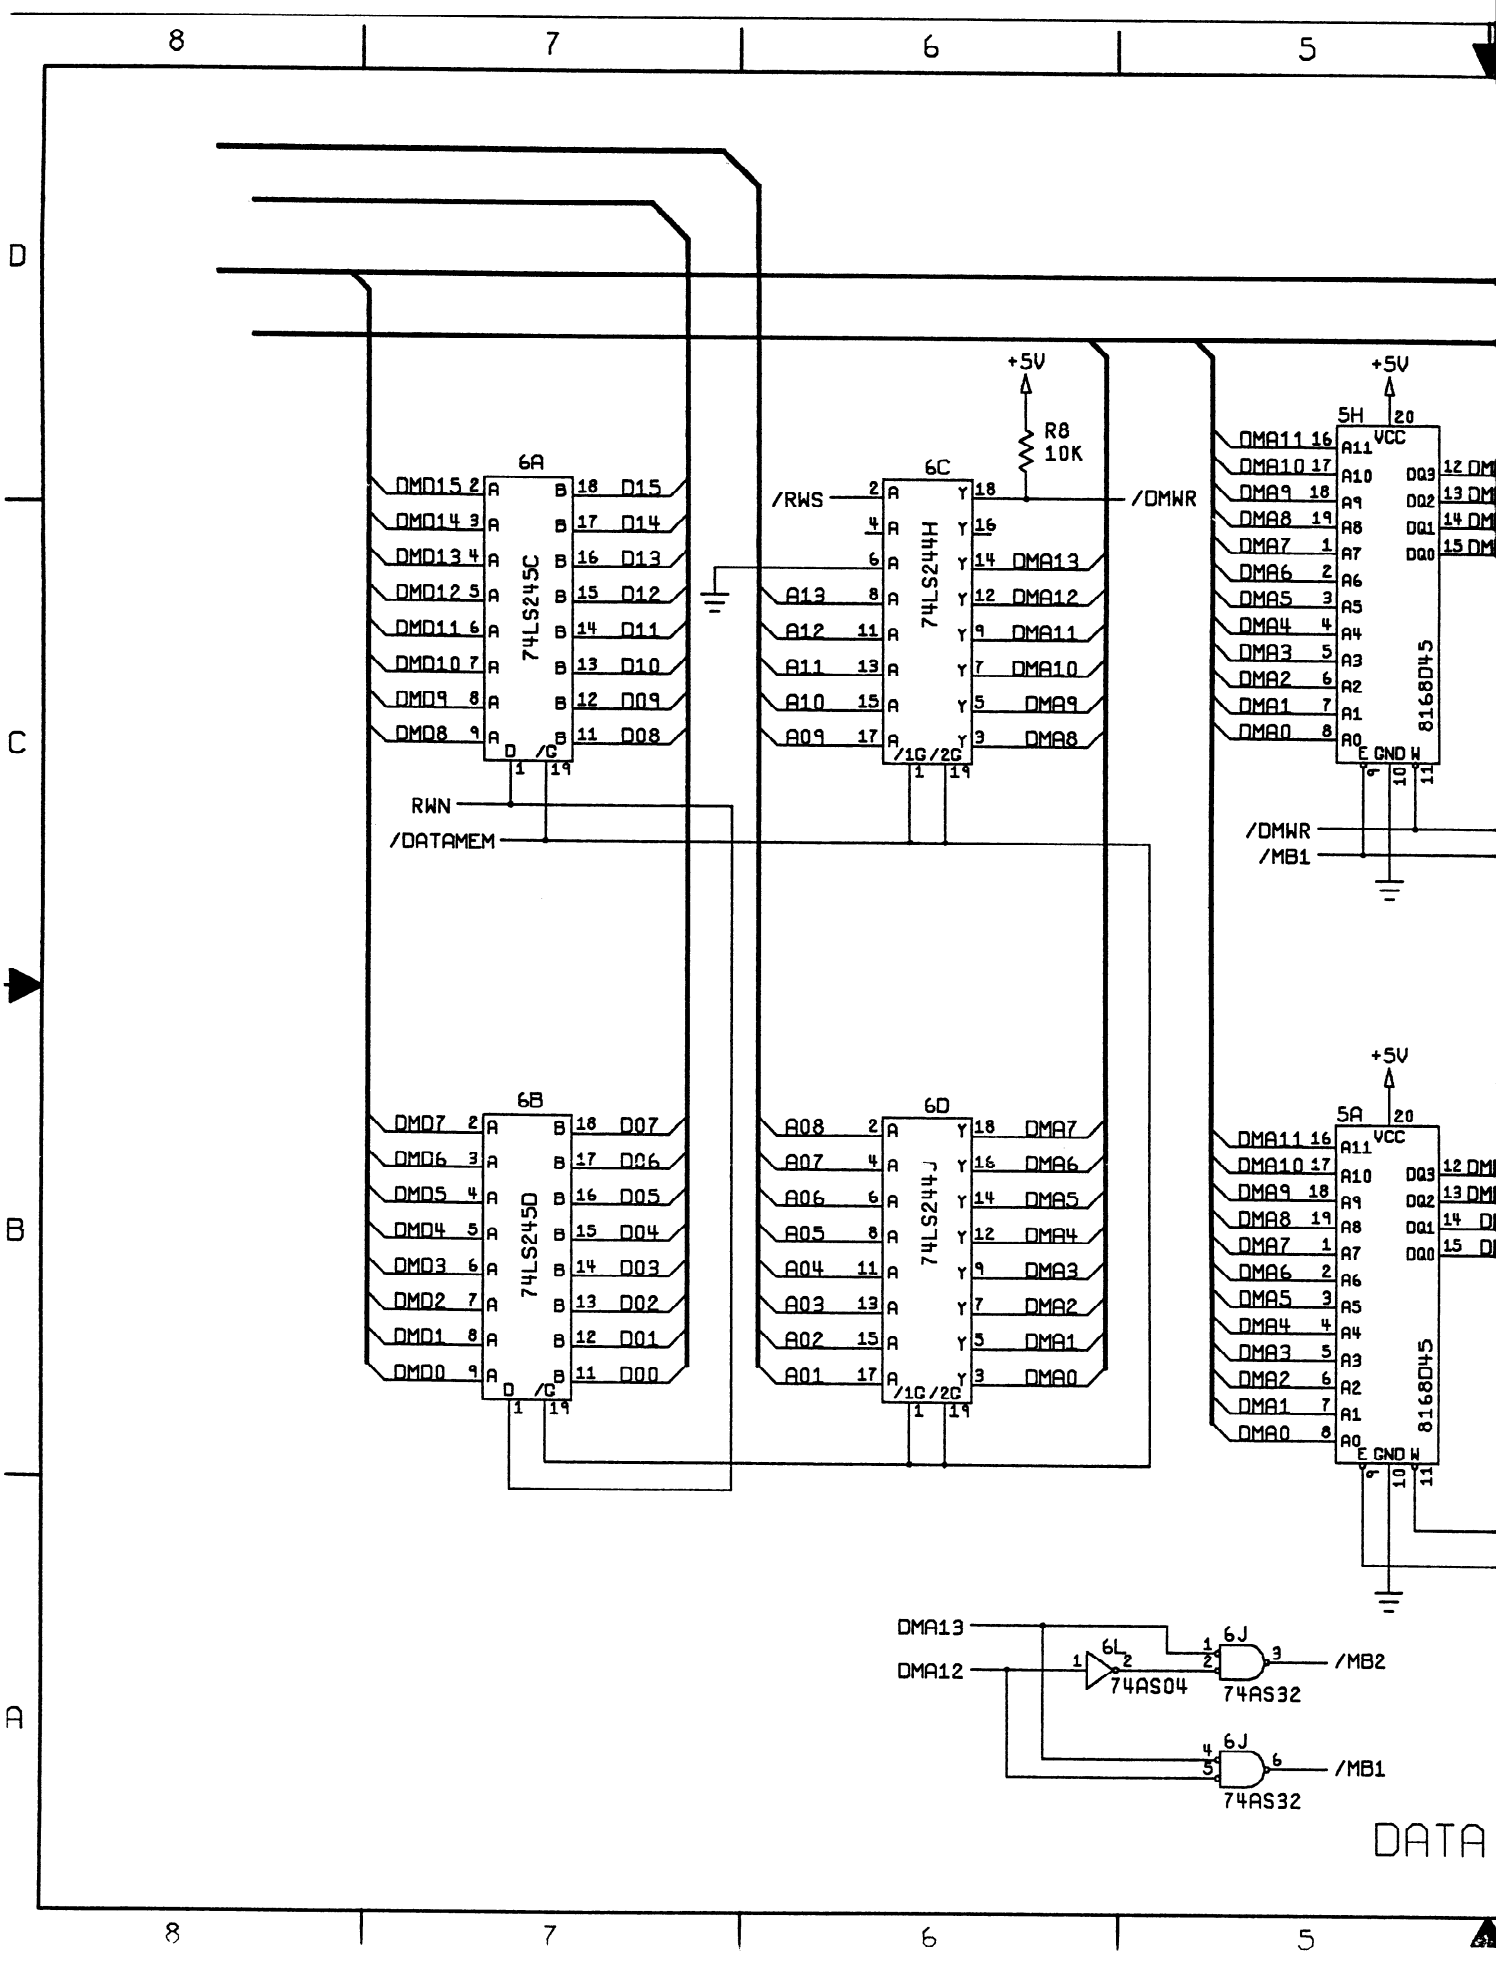 8 7 6 5
D
C
B
A
+5V
R8
10K
6A
DMD15 2 A B 18 D15
DMD14 3 A B 17 D14
DMD13 4 A B 16 D13
DMD12 5 A B 15 D12
DMD11 6 A B 14 D11
DMD10 7 A B 13 D10
DMD9 8 A B 12 D09
DMD8 9 A B 11 D08
74LS245C
D /G
1 19
RWN
/DATAMEM
6C
/RWS 2 A Y 18 /DMWR
4 A Y 16
6 A Y 14 DMA13
A13 8 A Y 12 DMA12
A12 11 A Y 9 DMA11
A11 13 A Y 7 DMA10
A10 15 A Y 5 DMA9
A09 17 A Y 3 DMA8
74LS244H
/1G /2G
1 19
+5V
5H 20
VCC
DMA11 16 A11
DMA10 17 A10 DQ3 12 DM
DMA9 18 A9 DQ2 13 DM
DMA8 19 A8 DQ1 14 DM
DMA7 1 A7 DQ0 15 DM
DMA6 2 A6
DMA5 3 A5
DMA4 4 A4
DMA3 5 A3
DMA2 6 A2
DMA1 7 A1
DMA0 8 A0
8168D45
E GND W
9 10 11
/DMWR
/MB1
6B
DMD7 2 A B 18 D07
DMD6 3 A B 17 D06
DMD5 4 A B 16 D05
DMD4 5 A B 15 D04
DMD3 6 A B 14 D03
DMD2 7 A B 13 D02
DMD1 8 A B 12 D01
DMD0 9 A B 11 D00
74LS245D
D /G
1 19
6D
A08 2 A Y 18 DMA7
A07 4 A Y 16 DMA6
A06 6 A Y 14 DMA5
A05 8 A Y 12 DMA4
A04 11 A Y 9 DMA3
A03 13 A Y 7 DMA2
A02 15 A Y 5 DMA1
A01 17 A Y 3 DMA0
74LS244J
/1G /2G
1 19
+5V
5A 20
VCC
DMA11 16 A11
DMA10 17 A10 DQ3 12 DM
DMA9 18 A9 DQ2 13 DM
DMA8 19 A8 DQ1 14 D
DMA7 1 A7 DQ0 15 D
DMA6 2 A6
DMA5 3 A5
DMA4 4 A4
DMA3 5 A3
DMA2 6 A2
DMA1 7 A1
DMA0 8 A0
8168D45
E GND W
9 10 11
DMA13
DMA12
1 6L 2
74AS04
6J
1 2 3 /MB2
74AS32
6J
4 5 6 /MB1
74AS32
DATA
8 7 6 5